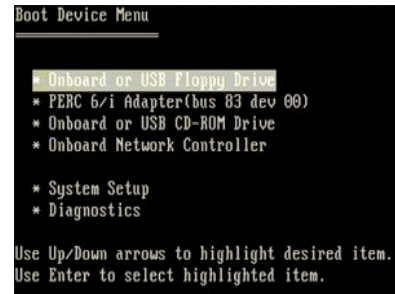 Boot Device Menu
* Onboard or USB Floppy Drive
* PERC 6/i Adapter(bus 83 dev 00)
* Onboard or USB CD-ROM Drive
* Onboard Network Controller
* System Setup
* Diagnostics
Use Up/Down arrows to highlight desired item.
Use Enter to select highlighted item.